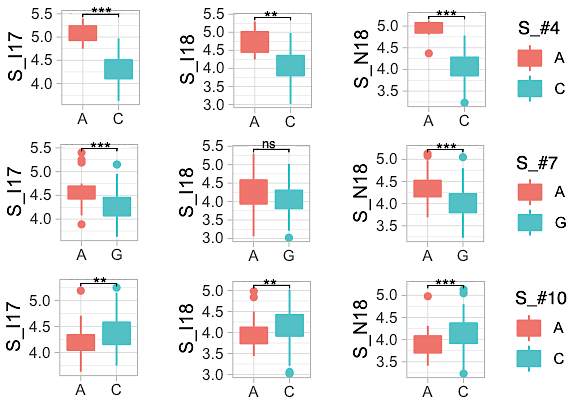 *** ** ***
S_I17 5.5 5.0 4.5 4.0 A C
S_I18 5.5 5.0 4.5 4.0 3.5 3.0 A C
S_N18 5.0 4.5 4.0 3.5 A C
S_#4
A
C
*** ns ***
S_I17 5.5 5.0 4.5 4.0 A G
S_I18 5.5 5.0 4.5 4.0 3.5 3.0 A G
S_N18 5.0 4.5 4.0 3.5 A G
S_#7
A
G
** ** ***
S_I17 5.0 4.5 4.0 A C
S_I18 5.0 4.5 4.0 3.5 3.0 A C
S_N18 5.0 4.5 4.0 3.5 A C
S_#10
A
C